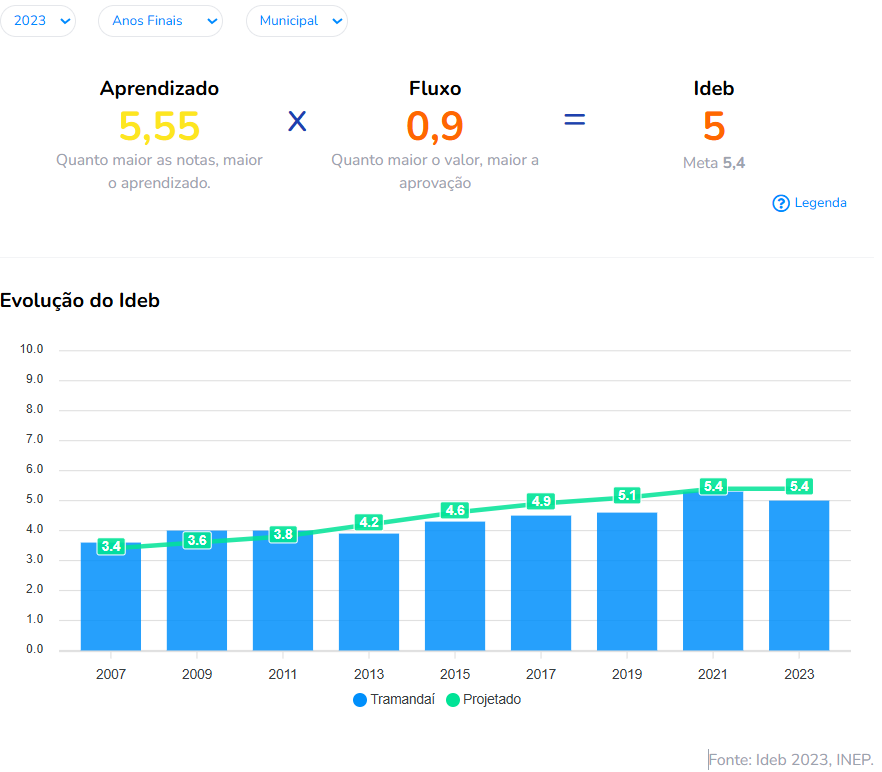 2023 Anos Finais Municipal
Aprendizado Fluxo Ideb
5,55 X 0,9 = 5
Quanto maior as notas, maior Quanto maior o valor, maior a Meta 5,4
o aprendizado. aprovação
Legenda
Evolução do Ideb
10.0
9.0
8.0
7.0
6.0
5.0
4.0
3.0
2.0
1.0
0.0
3.4 3.6 3.8 4.2 4.6 4.9 5.1 5.4 5.4
2007 2009 2011 2013 2015 2017 2019 2021 2023
Tramandaí Projetado
Fonte: Ideb 2023, INEP.